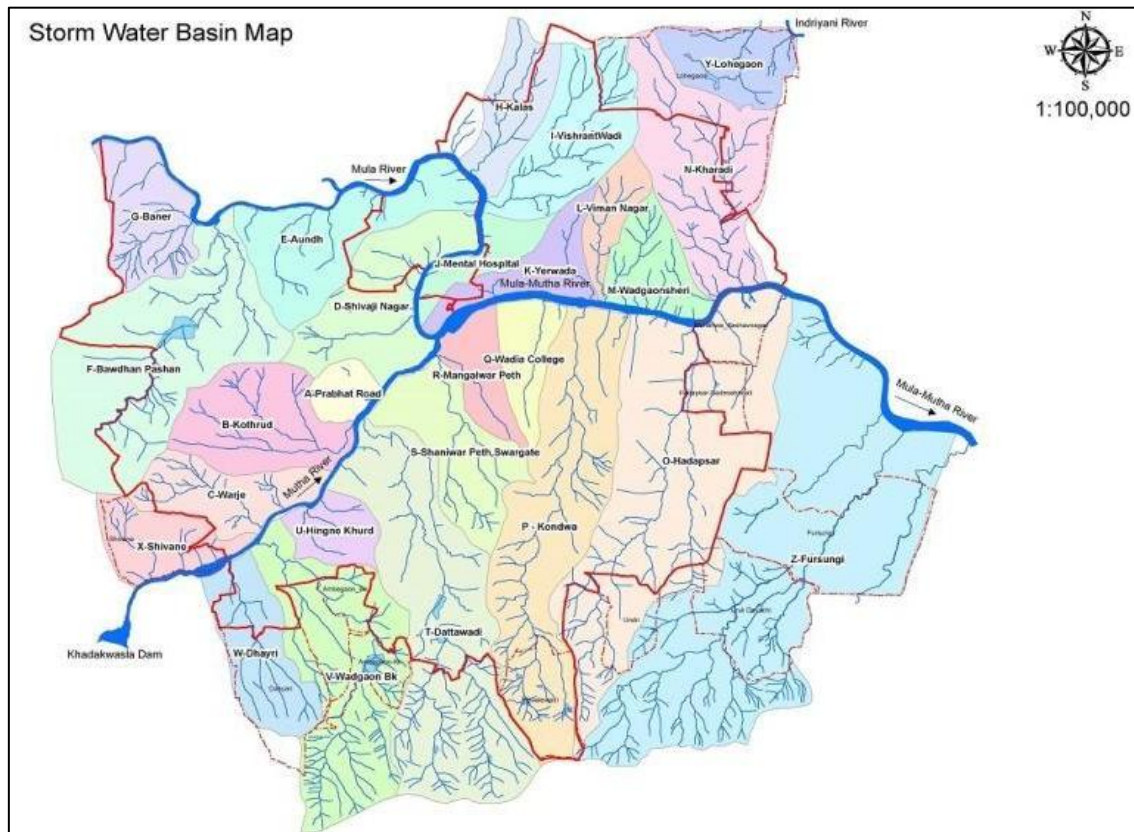 Storm Water Basin Map
Indriyani River
N
W E
S
1:100,000
Y-Lohegaon
Lohegaon
H-Kalas
I-VishrantWadi
N-Kharadi
Mula River
L-Viman Nagar
G-Baner
E-Aundh
J-Mental Hospital
K-Yerwada
Mula-Mutha River
M-Wadgaonsheri
D-Shivaji Nagar
Q-Wadia College
F-Bawdhan Pashan
R-Mangalwar Peth
A-Prabhat Road
Mula-Mutha River
B-Kothrud
S-Shaniwar Peth,Swargate
O-Hadapsar
C-Warje
Mutha River
U-Hingne Khurd
P - Kondwa
X-Shivane
Fursungi
Z-Fursungi
Khadakwasla Dam
W-Dhayri
T-Dattawadi
V-Wadgaon Bk
Undri